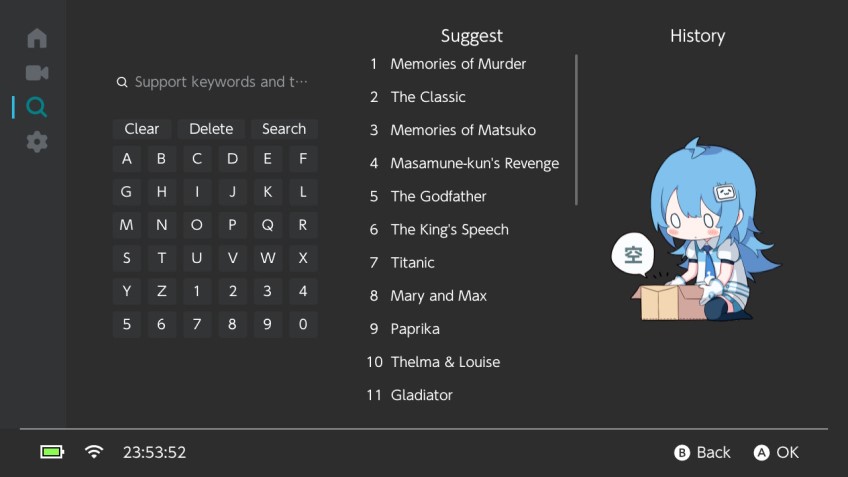 Suggest
History
Support keywords and t···
Clear Delete Search
A B C D E F
G H I J K L
M N O P Q R
S T U V W X
Y Z 1 2 3 4
5 6 7 8 9 0
1 Memories of Murder
2 The Classic
3 Memories of Matsuko
4 Masamune-kun's Revenge
5 The Godfather
6 The King's Speech
7 Titanic
8 Mary and Max
9 Paprika
10 Thelma & Louise
11 Gladiator
空
23:53:52
B Back A OK